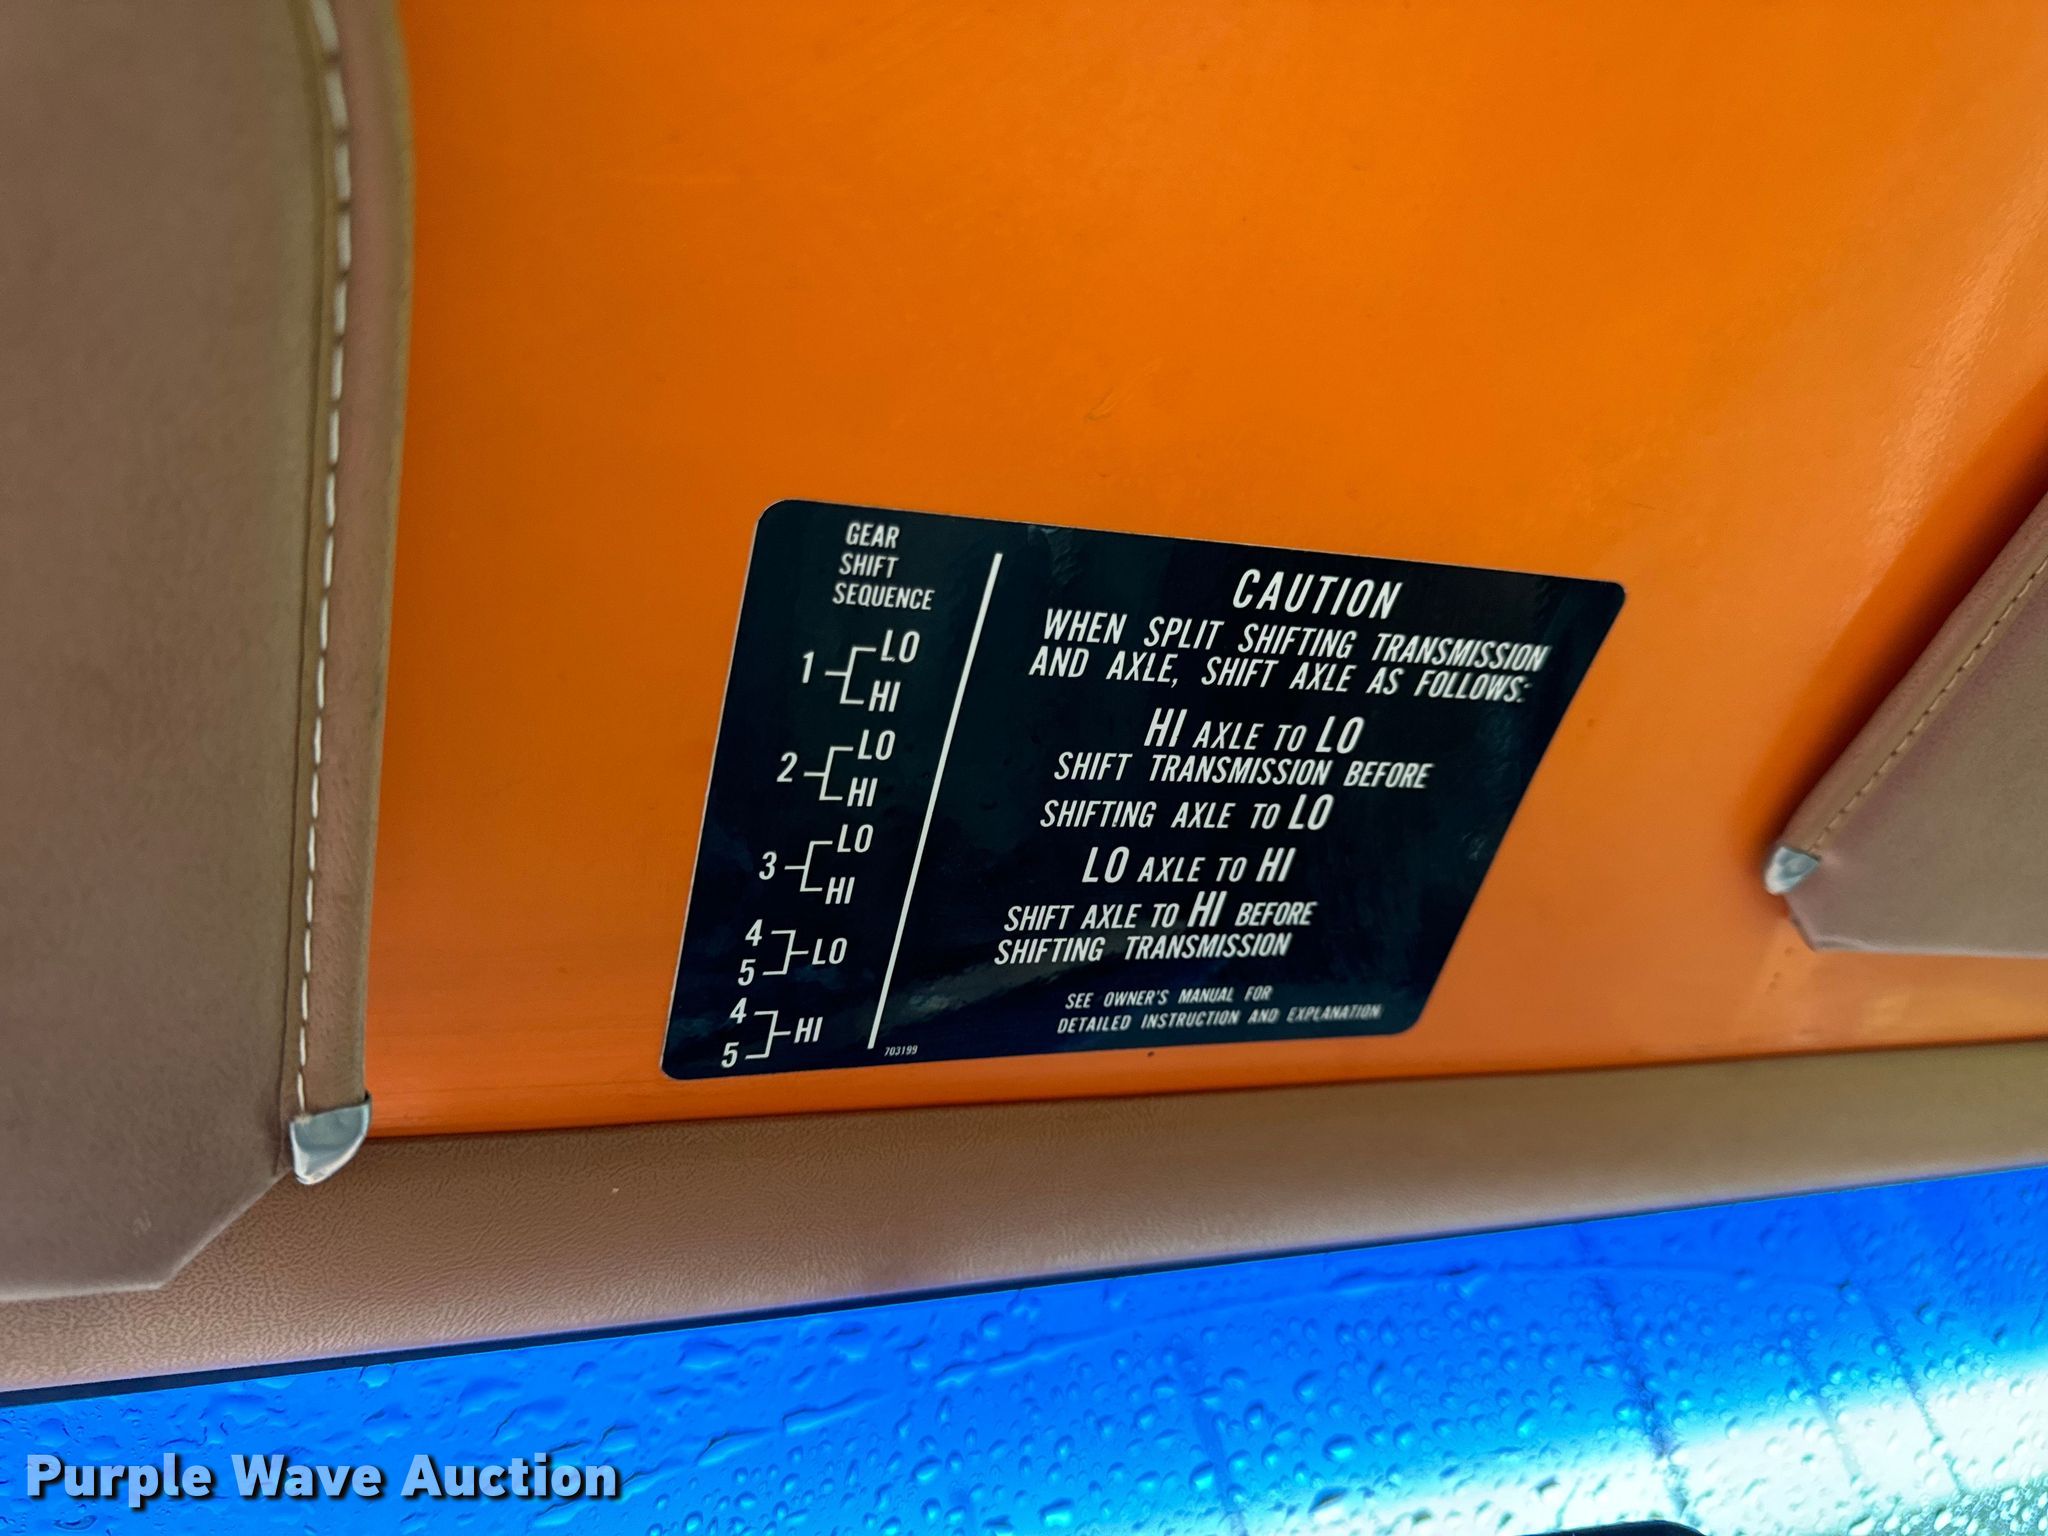 GEAR
SHIFT
SEQUENCE
1 LO
HI
2 LO
HI
3 LO
HI
4
5 LO
4
5 HI
CAUTION
WHEN SPLIT SHIFTING TRANSMISSION
AND AXLE, SHIFT AXLE AS FOLLOWS:
HI AXLE TO LO
SHIFT TRANSMISSION BEFORE
SHIFTING AXLE TO LO
LO AXLE TO HI
SHIFT AXLE TO HI BEFORE
SHIFTING TRANSMISSION
SEE OWNER'S MANUAL FOR
DETAILED INSTRUCTION AND EXPLANATION
703199
Purple Wave Auction